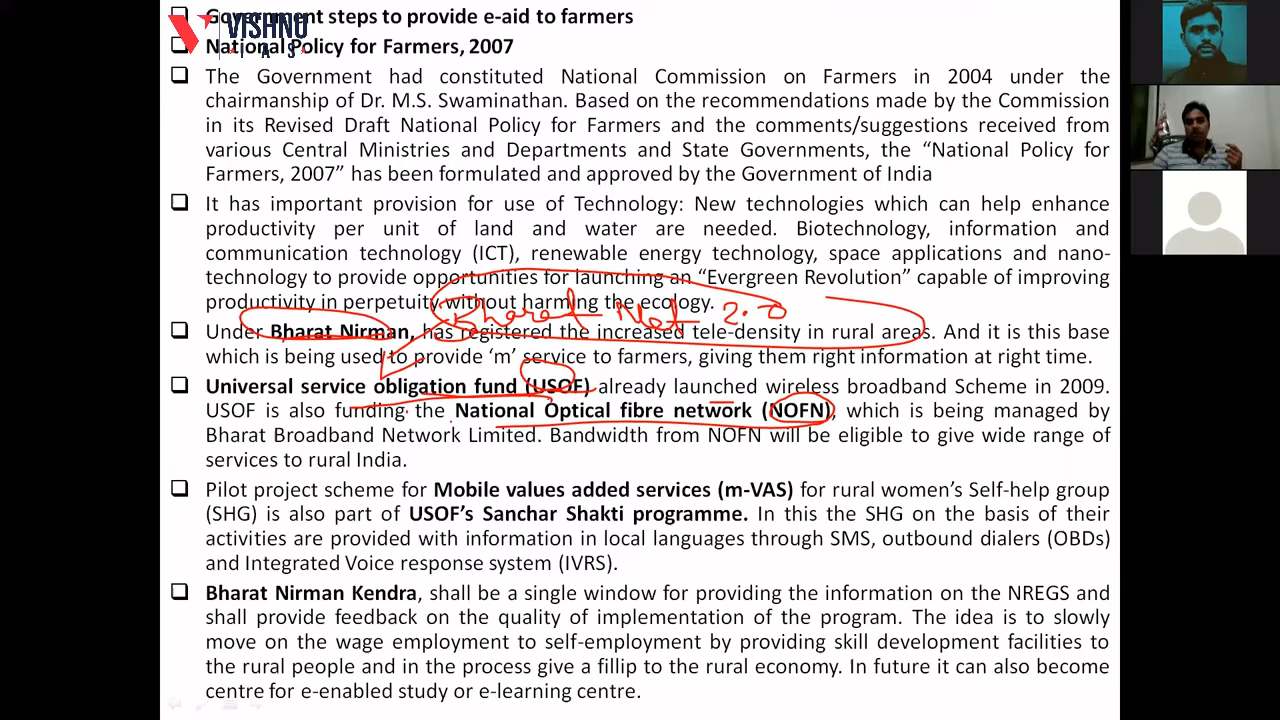 Government steps to provide e-aid to farmers
VISHNU
IAS
National Policy for Farmers, 2007
The Government had constituted National Commission on Farmers in 2004 under the
chairmanship of Dr. M.S. Swaminathan. Based on the recommendations made by the Commission
in its Revised Draft National Policy for Farmers and the comments/suggestions received from
various Central Ministries and Departments and State Governments, the “National Policy for
Farmers, 2007” has been formulated and approved by the Government of India
It has important provision for use of Technology: New technologies which can help enhance
productivity per unit of land and water are needed. Biotechnology, information and
communication technology (ICT), renewable energy technology, space applications and nano-
technology to provide opportunities for launching an “Evergreen Revolution” capable of improving
productivity in perpetuity without harming the ecology.
Bharat Net 2.0
Under Bharat Nirman, has registered the increased tele-density in rural areas. And it is this base
which is being used to provide ‘m’ service to farmers, giving them right information at right time.
Universal service obligation fund (USOF) already launched wireless broadband Scheme in 2009.
USOF is also funding the National Optical fibre network (NOFN), which is being managed by
Bharat Broadband Network Limited. Bandwidth from NOFN will be eligible to give wide range of
services to rural India.
Pilot project scheme for Mobile values added services (m-VAS) for rural women’s Self-help group
(SHG) is also part of USOF’s Sanchar Shakti programme. In this the SHG on the basis of their
activities are provided with information in local languages through SMS, outbound dialers (OBDs)
and Integrated Voice response system (IVRS).
Bharat Nirman Kendra, shall be a single window for providing the information on the NREGS and
shall provide feedback on the quality of implementation of the program. The idea is to slowly
move on the wage employment to self-employment by providing skill development facilities to
the rural people and in the process give a fillip to the rural economy. In future it can also become
centre for e-enabled study or e-learning centre.